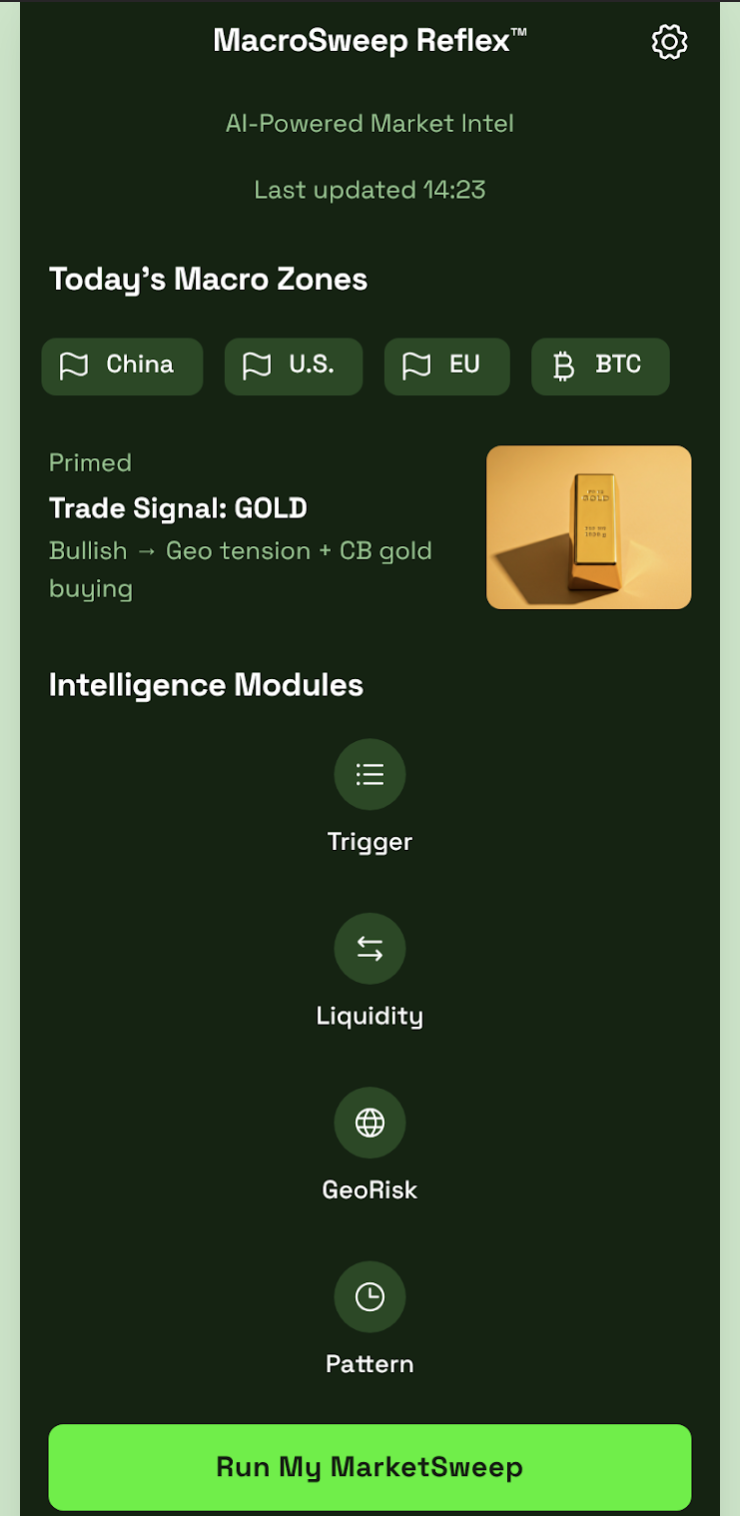 MacroSweep Reflex™
AI-Powered Market Intel
Last updated 14:23
Today's Macro Zones
China
U.S.
EU
BTC
Primed
Trade Signal: GOLD
Bullish → Geo tension + CB gold
buying
GOLD
Intelligence Modules
Trigger
Liquidity
GeoRisk
Pattern
Run My MarketSweep